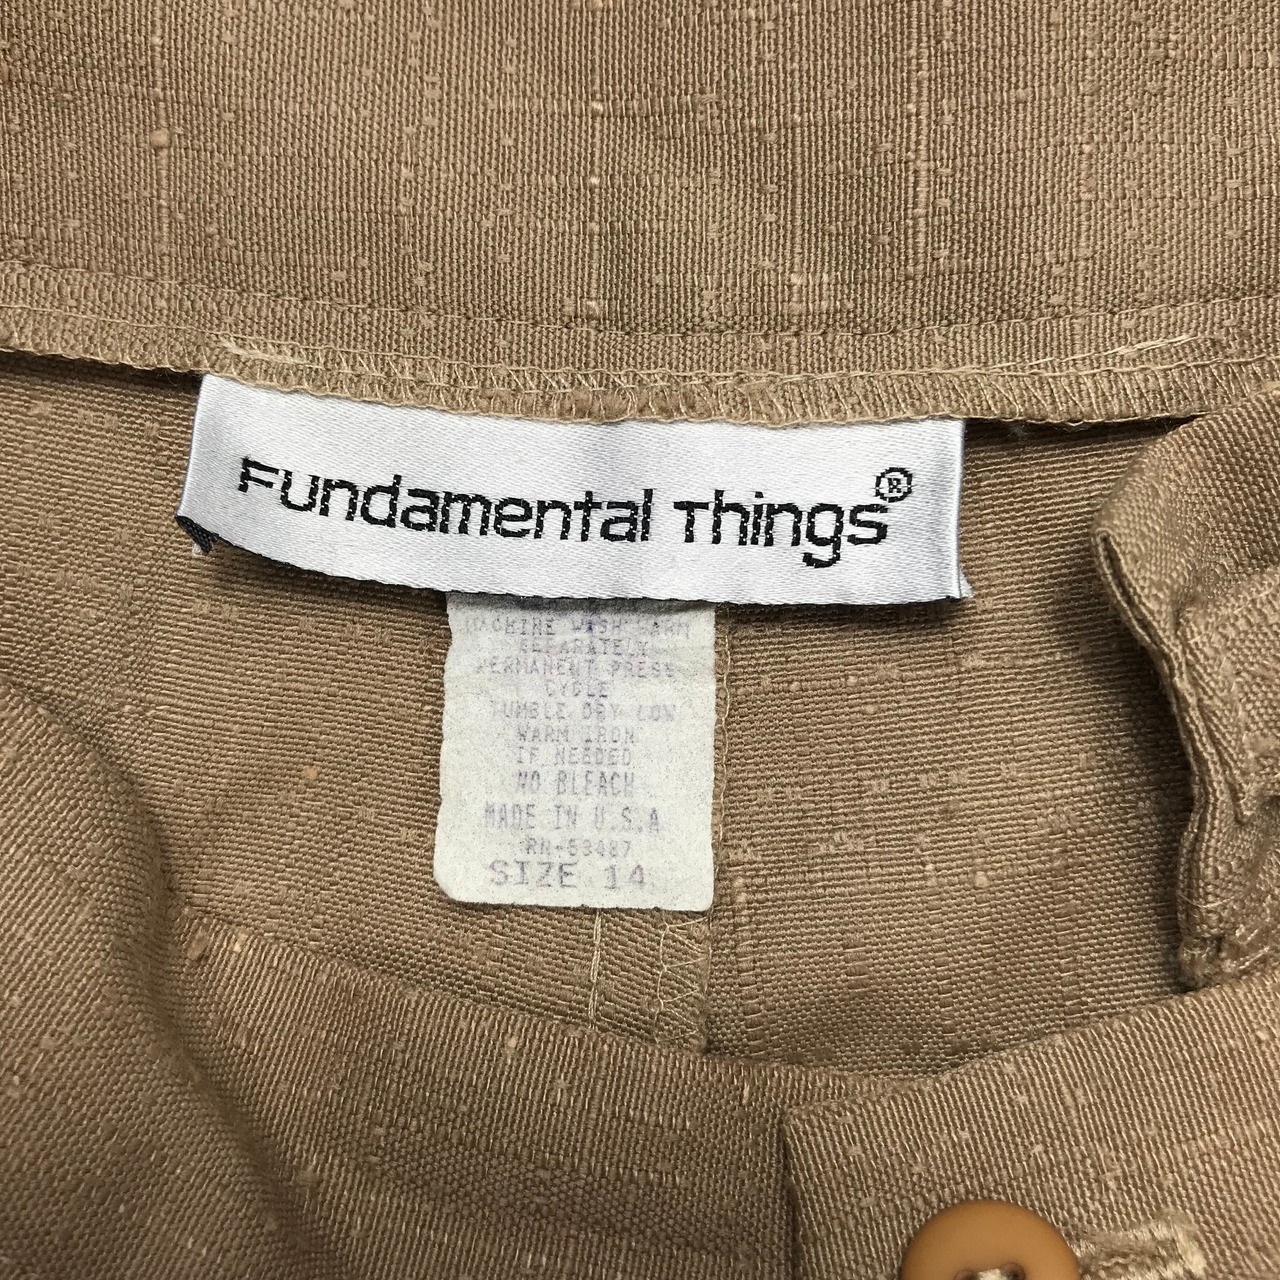 Fundamental Things®
MACHINE WASH WARM
SEPARATELY
PERMANENT PRESS
CYCLE
TUMBLE DRY LOW
WARM IRON
IF NEEDED
NO BLEACH
MADE IN U.S.A
RN-53487
SIZE 14